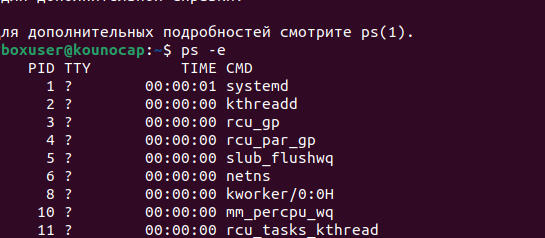 ля дополнительных подробностей смотрите ps(1).
boxuser@kounocap:~$ ps -e
PID TTY TIME CMD
1 ? 00:00:01 systemd
2 ? 00:00:00 kthreadd
3 ? 00:00:00 rcu_gp
4 ? 00:00:00 rcu_par_gp
5 ? 00:00:00 slub_flushwq
6 ? 00:00:00 netns
8 ? 00:00:00 kworker/0:0H
10 ? 00:00:00 mm_percpu_wq
11 ? 00:00:00 rcu_tasks_kthread